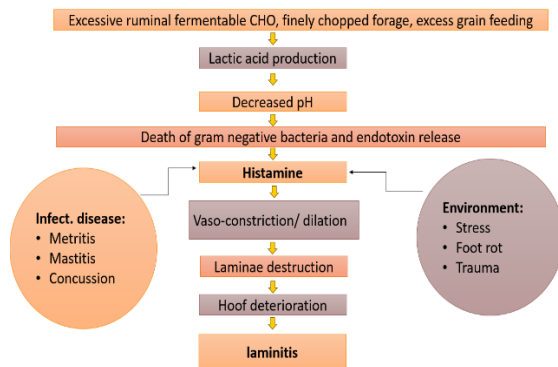 Excessive ruminal fermentable CHO, finely chopped forage, excess grain feeding
Lactic acid production
Decreased pH
Death of gram negative bacteria and endotoxin release
Histamine
Infect. disease:
• Metritis
• Mastitis
• Concussion
Environment:
• Stress
• Foot rot
• Trauma
Vaso-constriction/ dilation
Laminae destruction
Hoof deterioration
laminitis